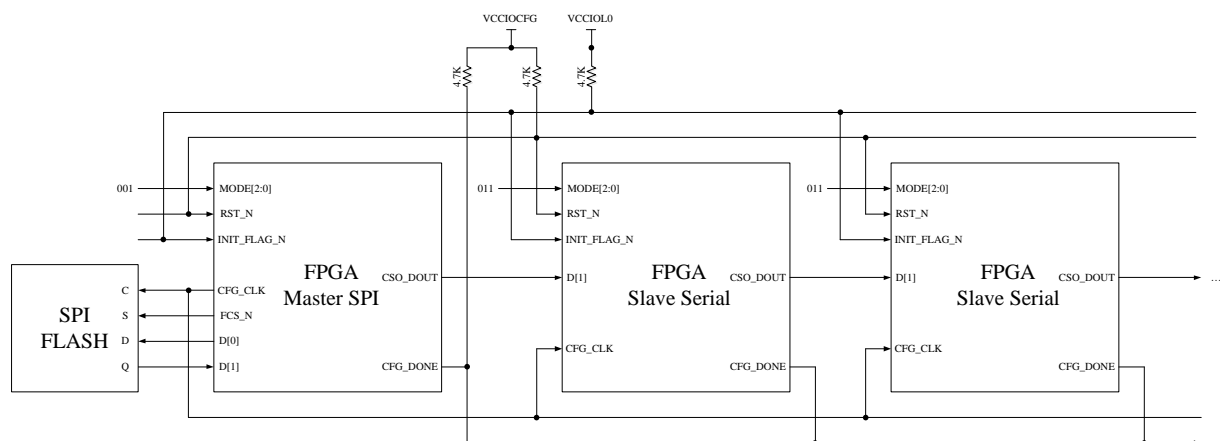 VCCIOCFG
VCCIOL0
4.7K
4.7K
4.7K
001
MODE[2:0]
RST_N
INIT_FLAG_N
FPGA
Master SPI
CSO_DOUT
CFG_CLK
FCS_N
D[0]
D[1]
CFG_DONE
SPI
FLASH
C
S
D
Q
011
MODE[2:0]
RST_N
INIT_FLAG_N
D[1]
FPGA
Slave Serial
CSO_DOUT
CFG_CLK
CFG_DONE
011
MODE[2:0]
RST_N
INIT_FLAG_N
D[1]
FPGA
Slave Serial
CSO_DOUT
CFG_CLK
CFG_DONE
...